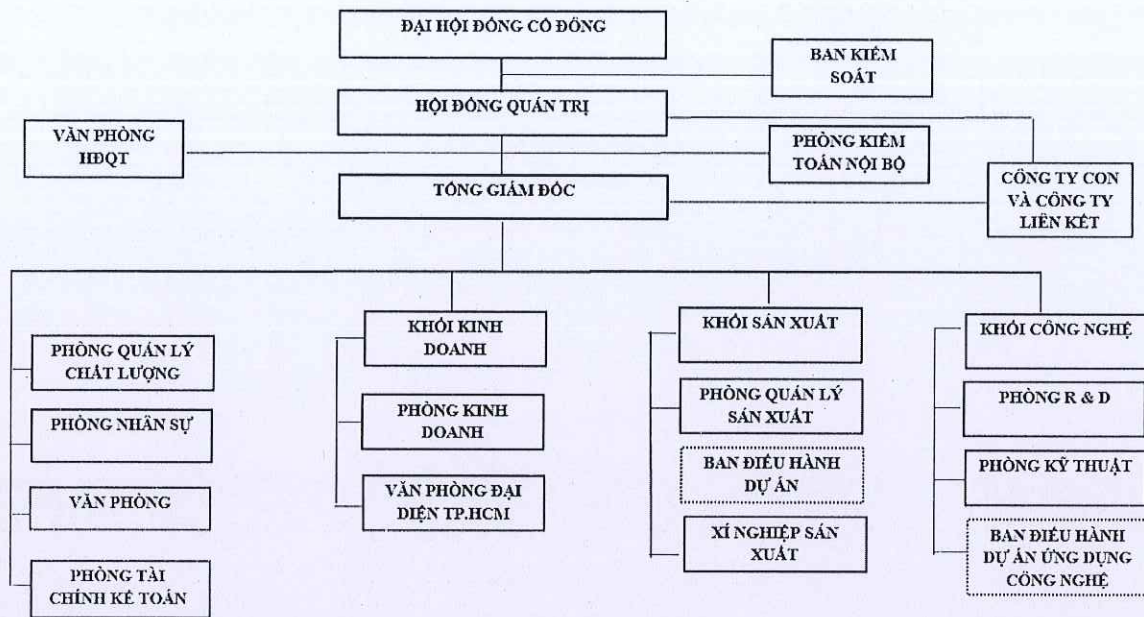 ĐẠI HỘI ĐỒNG CỔ ĐÔNG
BAN KIỂM
SOÁT
HỘI ĐỒNG QUẢN TRỊ
VĂN PHÒNG
HĐQT
PHÒNG KIỂM
TOÁN NỘI BỘ
TỔNG GIÁM ĐỐC
CÔNG TY CON
VÀ CÔNG TY
LIÊN KẾT
PHÒNG QUẢN LÝ
CHẤT LƯỢNG
PHÒNG NHÂN SỰ
VĂN PHÒNG
PHÒNG TÀI
CHÍNH KẾ TOÁN
KHỐI KINH
DOANH
PHÒNG KINH
DOANH
VĂN PHÒNG ĐẠI
DIỆN TP.HCM
KHỐI SẢN XUẤT
PHÒNG QUẢN LÝ
SẢN XUẤT
BAN ĐIỀU HÀNH
DỰ ÁN
XÍ NGHIỆP SẢN
XUẤT
KHỐI CÔNG NGHỆ
PHÒNG R & D
PHÒNG KỸ THUẬT
BAN ĐIỀU HÀNH
DỰ ÁN ỨNG DỤNG
CÔNG NGHỆ